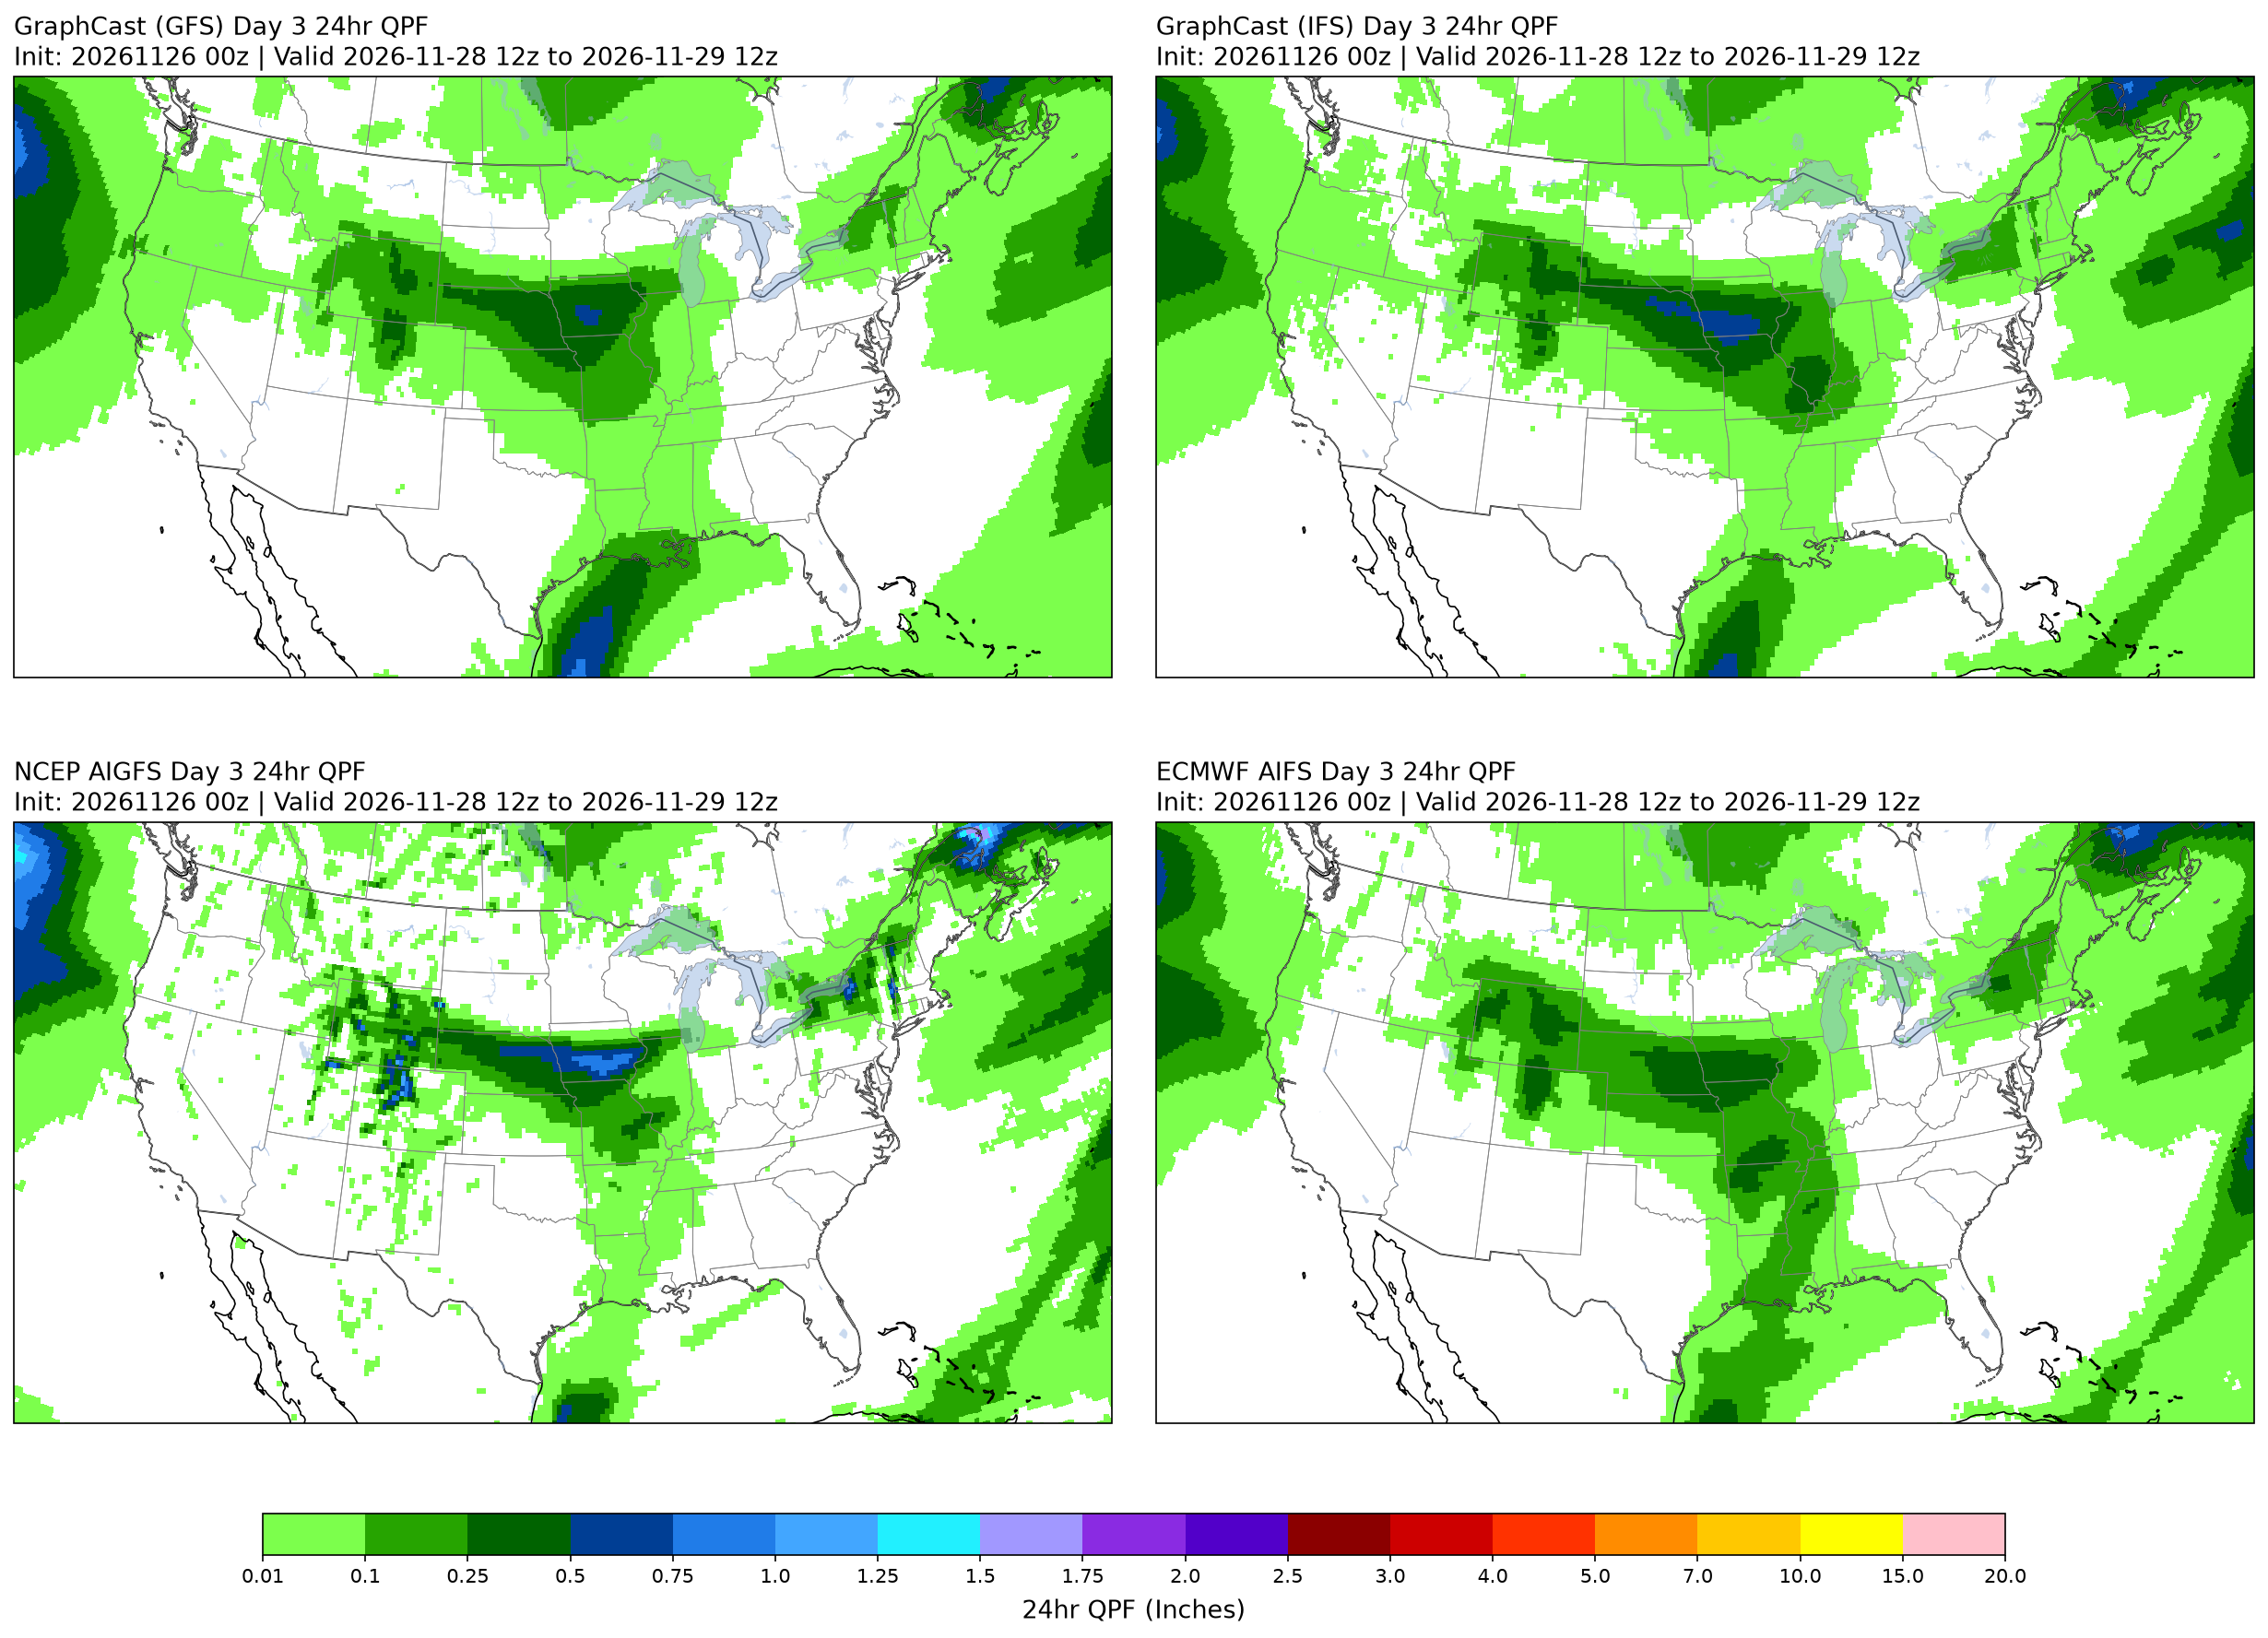 GraphCast (GFS) Day 3 24hr QPF
Init: 20261126 00z | Valid 2026-11-28 12z to 2026-11-29 12z
GraphCast (IFS) Day 3 24hr QPF
Init: 20261126 00z | Valid 2026-11-28 12z to 2026-11-29 12z
NCEP AIGFS Day 3 24hr QPF
Init: 20261126 00z | Valid 2026-11-28 12z to 2026-11-29 12z
ECMWF AIFS Day 3 24hr QPF
Init: 20261126 00z | Valid 2026-11-28 12z to 2026-11-29 12z
0.01 0.1 0.25 0.5 0.75 1.0 1.25 1.5 1.75 2.0 2.5 3.0 4.0 5.0 7.0 10.0 15.0 20.0
24hr QPF (Inches)